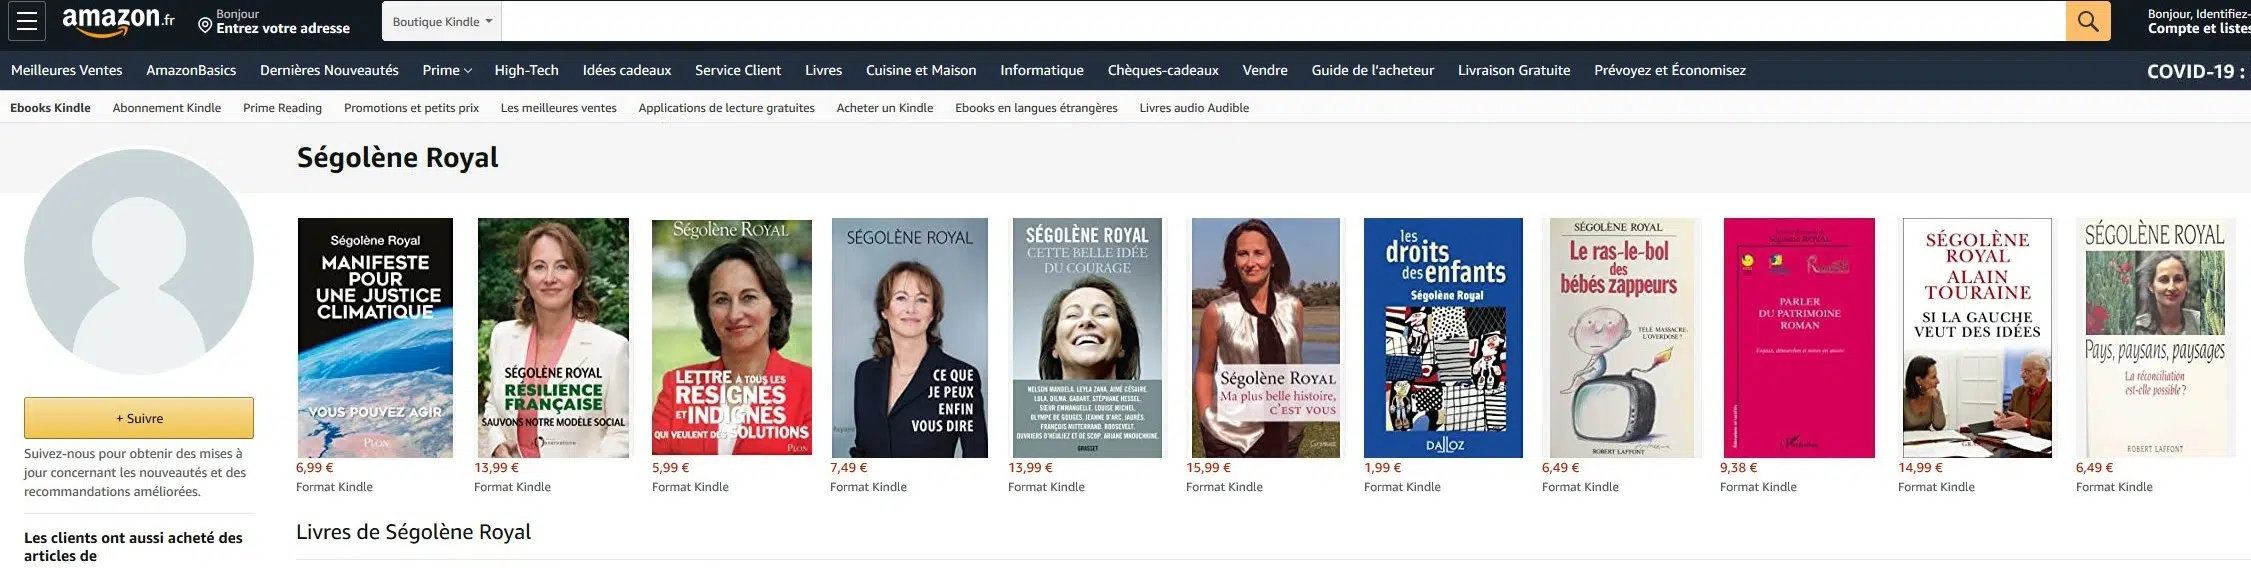 amazon.fr
Bonjour
Entrez votre adresse
Boutique Kindle
Bonjour, Identifiez-
Compte et listes
Meilleures Ventes AmazonBasics Dernières Nouveautés Prime High-Tech Idées cadeaux Service Client Livres Cuisine et Maison Informatique Chèques-cadeaux Vendre Guide de l'acheteur Livraison Gratuite Prévoyez et Économisez COVID-19 :
Ebooks Kindle Abonnement Kindle Prime Reading Promotions et petits prix Les meilleures ventes Applications de lecture gratuites Acheter un Kindle Ebooks en langues étrangères Livres audio Audible
Ségolène Royal
Ségolène Royal
MANIFESTE
POUR
UNE JUSTICE
CLIMATIQUE
VOUS POUVEZ AGIR
PLON
6,99 €
Format Kindle
SÉGOLÈNE ROYAL
RÉSILIENCE
FRANÇAISE
SAUVONS NOTRE MODÈLE SOCIAL
13,99 €
Format Kindle
Ségolène ROYAL
LETTRE À TOUS LES
RÉSIGNÉS
ET INDIGNÉS
QUI VEULENT DES SOLUTIONS
PLON
5,99 €
Format Kindle
SÉGOLÈNE ROYAL
CE QUE
JE PEUX
ENFIN
VOUS DIRE
fayard
7,49 €
Format Kindle
SÉGOLÈNE ROYAL
CETTE BELLE IDÉE
DU COURAGE
NELSON MANDELA, LEYLA ZANA, AIMÉ CÉSAIRE,
LULA, DILMA, GABART, STÉPHANE HESSEL,
SŒUR EMMANUELLE, LOUISE MICHEL,
OLYMPE DE GOUGES, JEANNE D'ARC, JAURÈS,
FRANÇOIS MITTERRAND, ROOSEVELT,
OUVRIERS D'HEULIEZ ET DE SCOP, ARIANE MNOUCHKINE.
GRASSET
13,99 €
Format Kindle
Ségolène ROYAL
Ma plus belle histoire,
C'EST VOUS
Grasset
15,99 €
Format Kindle
les
droits
des enfants
Ségolène Royal
DALLOZ
1,99 €
Format Kindle
SÉGOLÈNE ROYAL
Le ras-le-bol
des
bébés zappeurs
TÉLÉ MASSACRE.
L'OVERDOSE?
ROBERT LAFFONT
6,49 €
Format Kindle
Ségolène ROYAL
PARLER
DU PATRIMOINE
ROMAN
9,38 €
Format Kindle
SÉGOLÈNE
ROYAL
ALAIN
TOURAINE
SI LA GAUCHE
VEUT DES IDÉES
14,99 €
Format Kindle
SÉGOLÈNE ROYAL
Pays, paysans, paysages
La réconciliation
est-elle possible?
ROBERT LAFFONT
6,49 €
Format Kindle
+ Suivre
Suivez-nous pour obtenir des mises à
jour concernant les nouveautés et des
recommandations améliorées.
Les clients ont aussi acheté des
articles de
Livres de Ségolène Royal